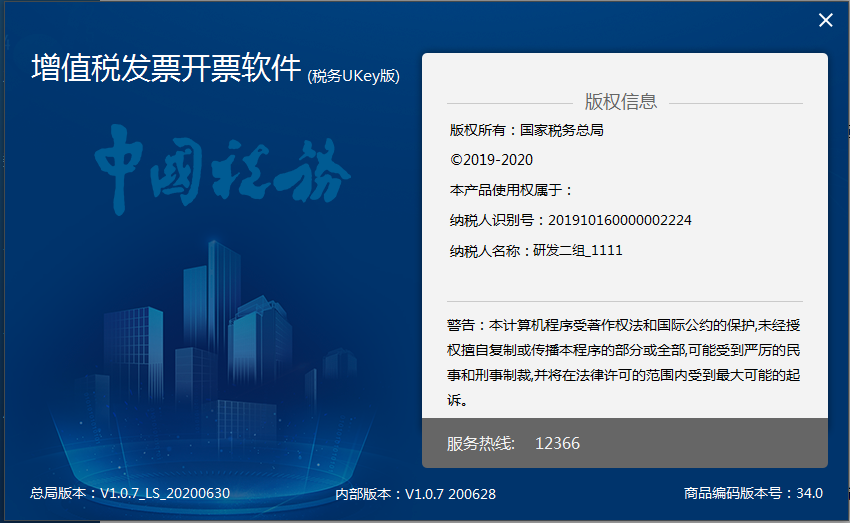 增值税发票开票软件 (税务UKey版)
中國税務
版权信息
版权所有：国家税务总局
©2019-2020
本产品使用权属于：
纳税人识别号：201910160000002224
纳税人名称：研发二组_1111
警告：本计算机程序受著作权法和国际公约的保护,未经授
权擅自复制或传播本程序的部分或全部,可能受到严厉的民
事和刑事制裁,并将在法律许可的范围内受到最大可能的起
诉。
服务热线: 12366
总局版本：V1.0.7_LS_20200630 内部版本：V1.0.7 200628 商品编码版本号：34.0